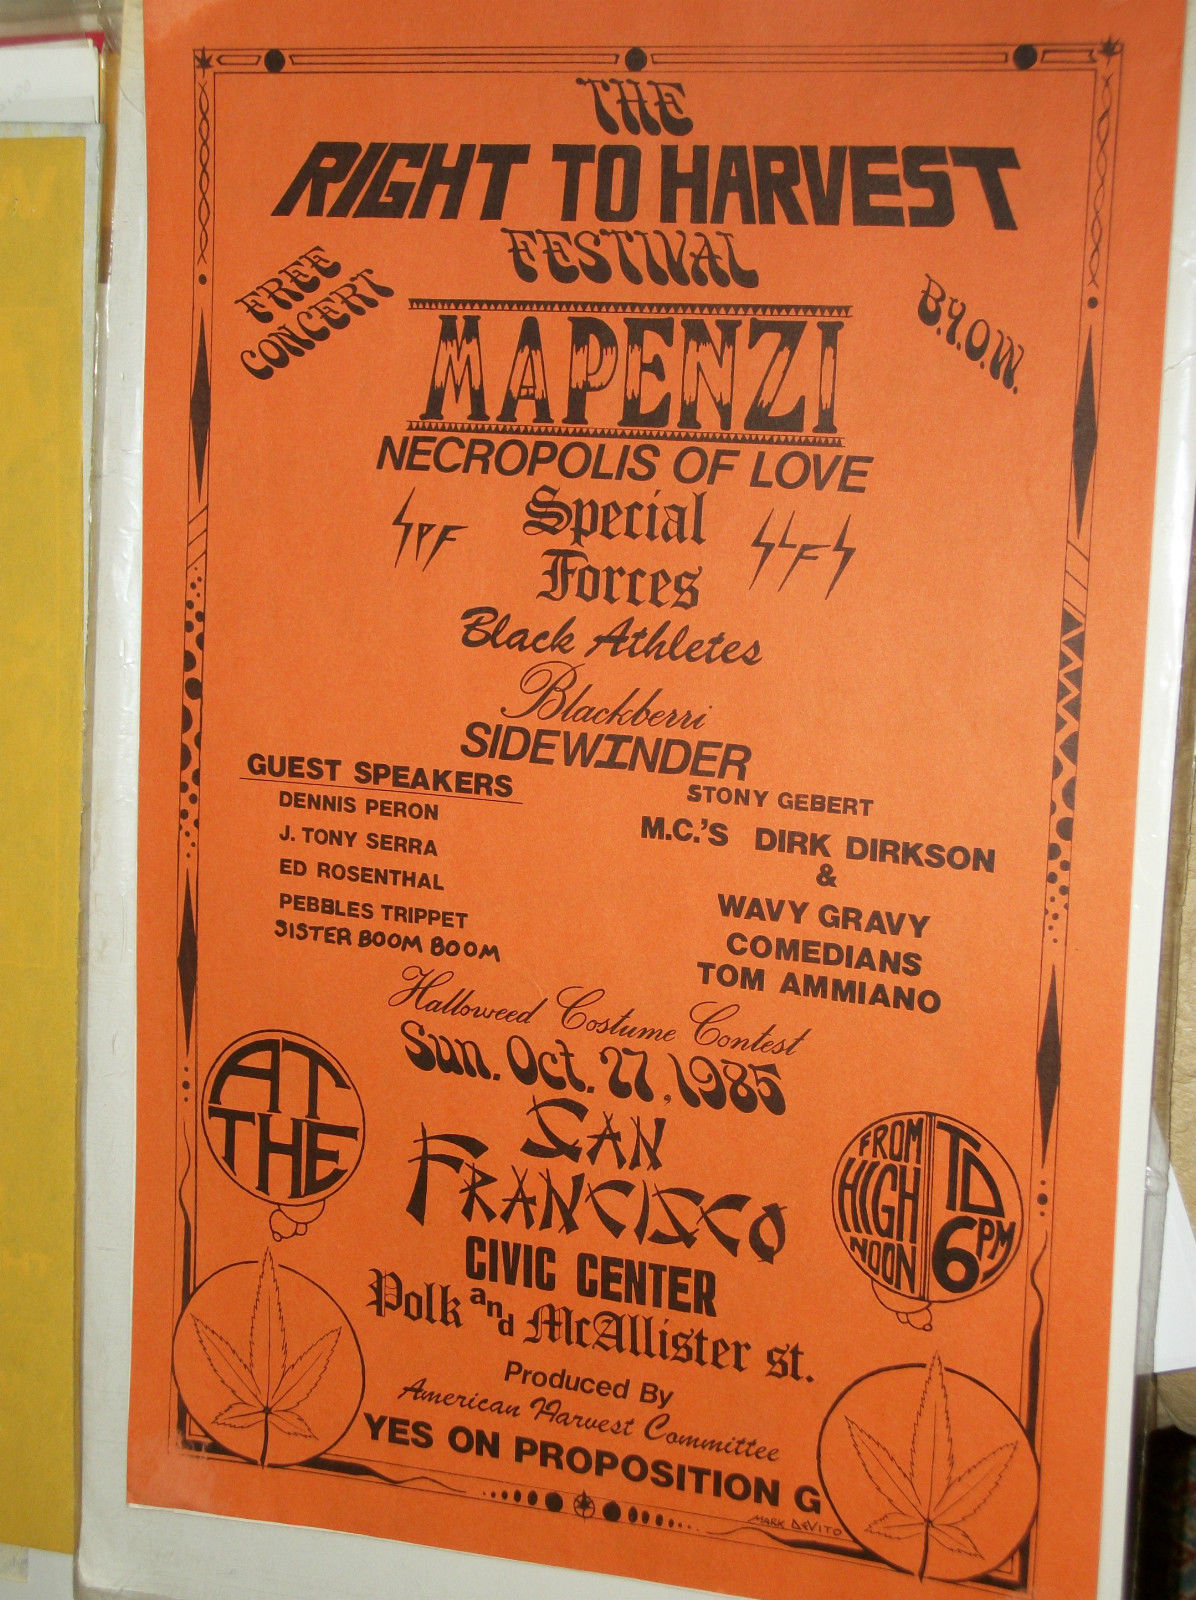 THE
RIGHT TO HARVEST
FESTIVAL
FREE
CONCERT
B.Y.O.W.
MAPENZI
NECROPOLIS OF LOVE
SPF
Special
Forces
SLFS
Black Athletes
Blackberri
SIDEWINDER
GUEST SPEAKERS
DENNIS PERON
J. TONY SERRA
ED ROSENTHAL
PEBBLES TRIPPET
SISTER BOOM BOOM
STONY GEBERT
M.C.'S DIRK DIRKSON
&
WAVY GRAVY
COMEDIANS
TOM AMMIANO
Halloweed Costume Contest
Sun. Oct. 27, 1985
AT
THE
SAN
FRANCISCO
CIVIC CENTER
Polk and McAllister st.
FROM
HIGH
NOON
TO
6PM
Produced By
American Harvest Committee
YES ON PROPOSITION G
MARK DeVITO